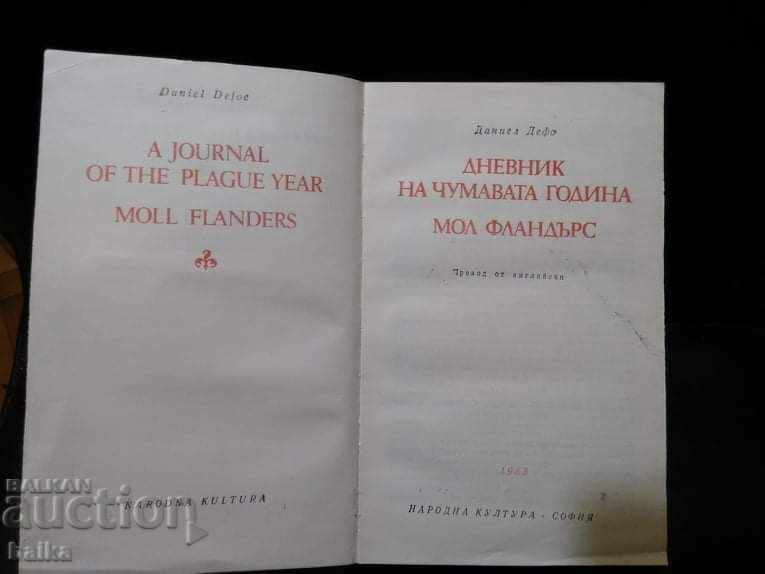 Daniel Defoe
A JOURNAL
OF THE PLAGUE YEAR
MOLL FLANDERS
NARODNA KULTURA
Даниел Дефо
ДНЕВНИК
НА ЧУМАВАТА ГОДИНА
МОЛ ФЛАНДЪРС
Превод от английски
НАРОДНА КУЛТУРА - СОФИЯ
БАЛКАН
auction
haika